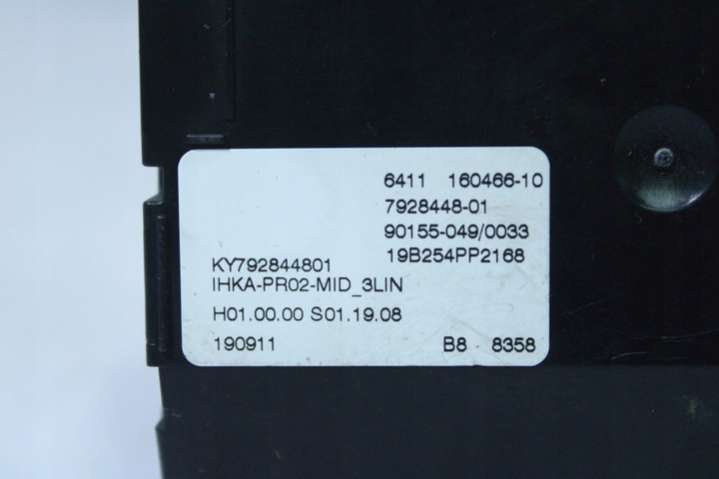 6411 160466-10
7928448-01
90155-049/0033
19B254PP2168
KY792844801
IHKA-PR02-MID_3LIN
H01.00.00 S01.19.08
190911 B8 8358